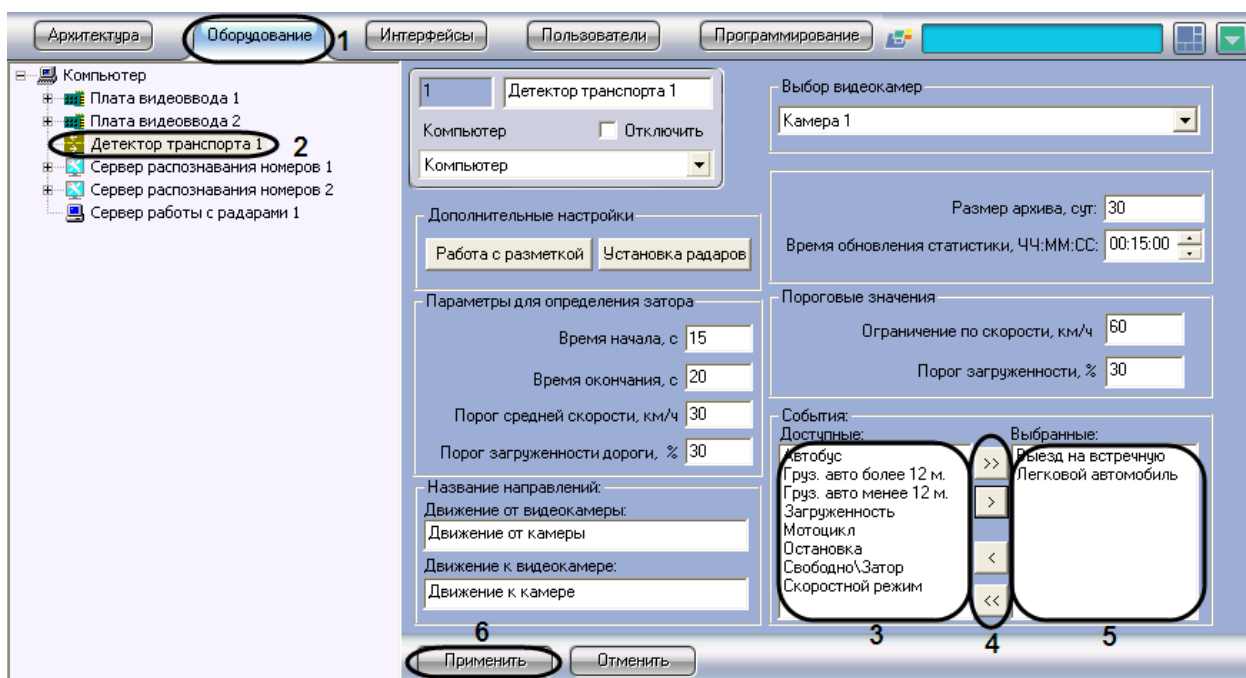 Архитектура Оборудование 1 Интерфейсы Пользователи Программирование
Компьютер
Плата видеоввода 1
Плата видеоввода 2
Детектор транспорта 1 2
Сервер распознавания номеров 1
Сервер распознавания номеров 2
Сервер работы с радарами 1
1 Детектор транспорта 1
Компьютер Отключить
Компьютер
Дополнительные настройки
Работа с разметкой Установка радаров
Параметры для определения затора
Время начала, с 15
Время окончания, с 20
Порог средней скорости, км/ч 30
Порог загруженности дороги, % 30
Название направлений:
Движение от видеокамеры:
Движение от камеры
Движение к видеокамере:
Движение к камере
Выбор видеокамер
Камера 1
Размер архива, сут: 30
Время обновления статистики, ЧЧ:ММ:СС: 00:15:00
Пороговые значения
Ограничение по скорости, км/ч 60
Порог загруженности, % 30
События:
Доступные: Выбранные:
Автобус >> Выезд на встречную
Груз. авто более 12 м. Легковой автомобиль
Груз. авто менее 12 м. >
Загруженность
Мотоцикл
Остановка <
Свободно\Затор
Скоростной режим <<
3 4 5
6
Применить Отменить